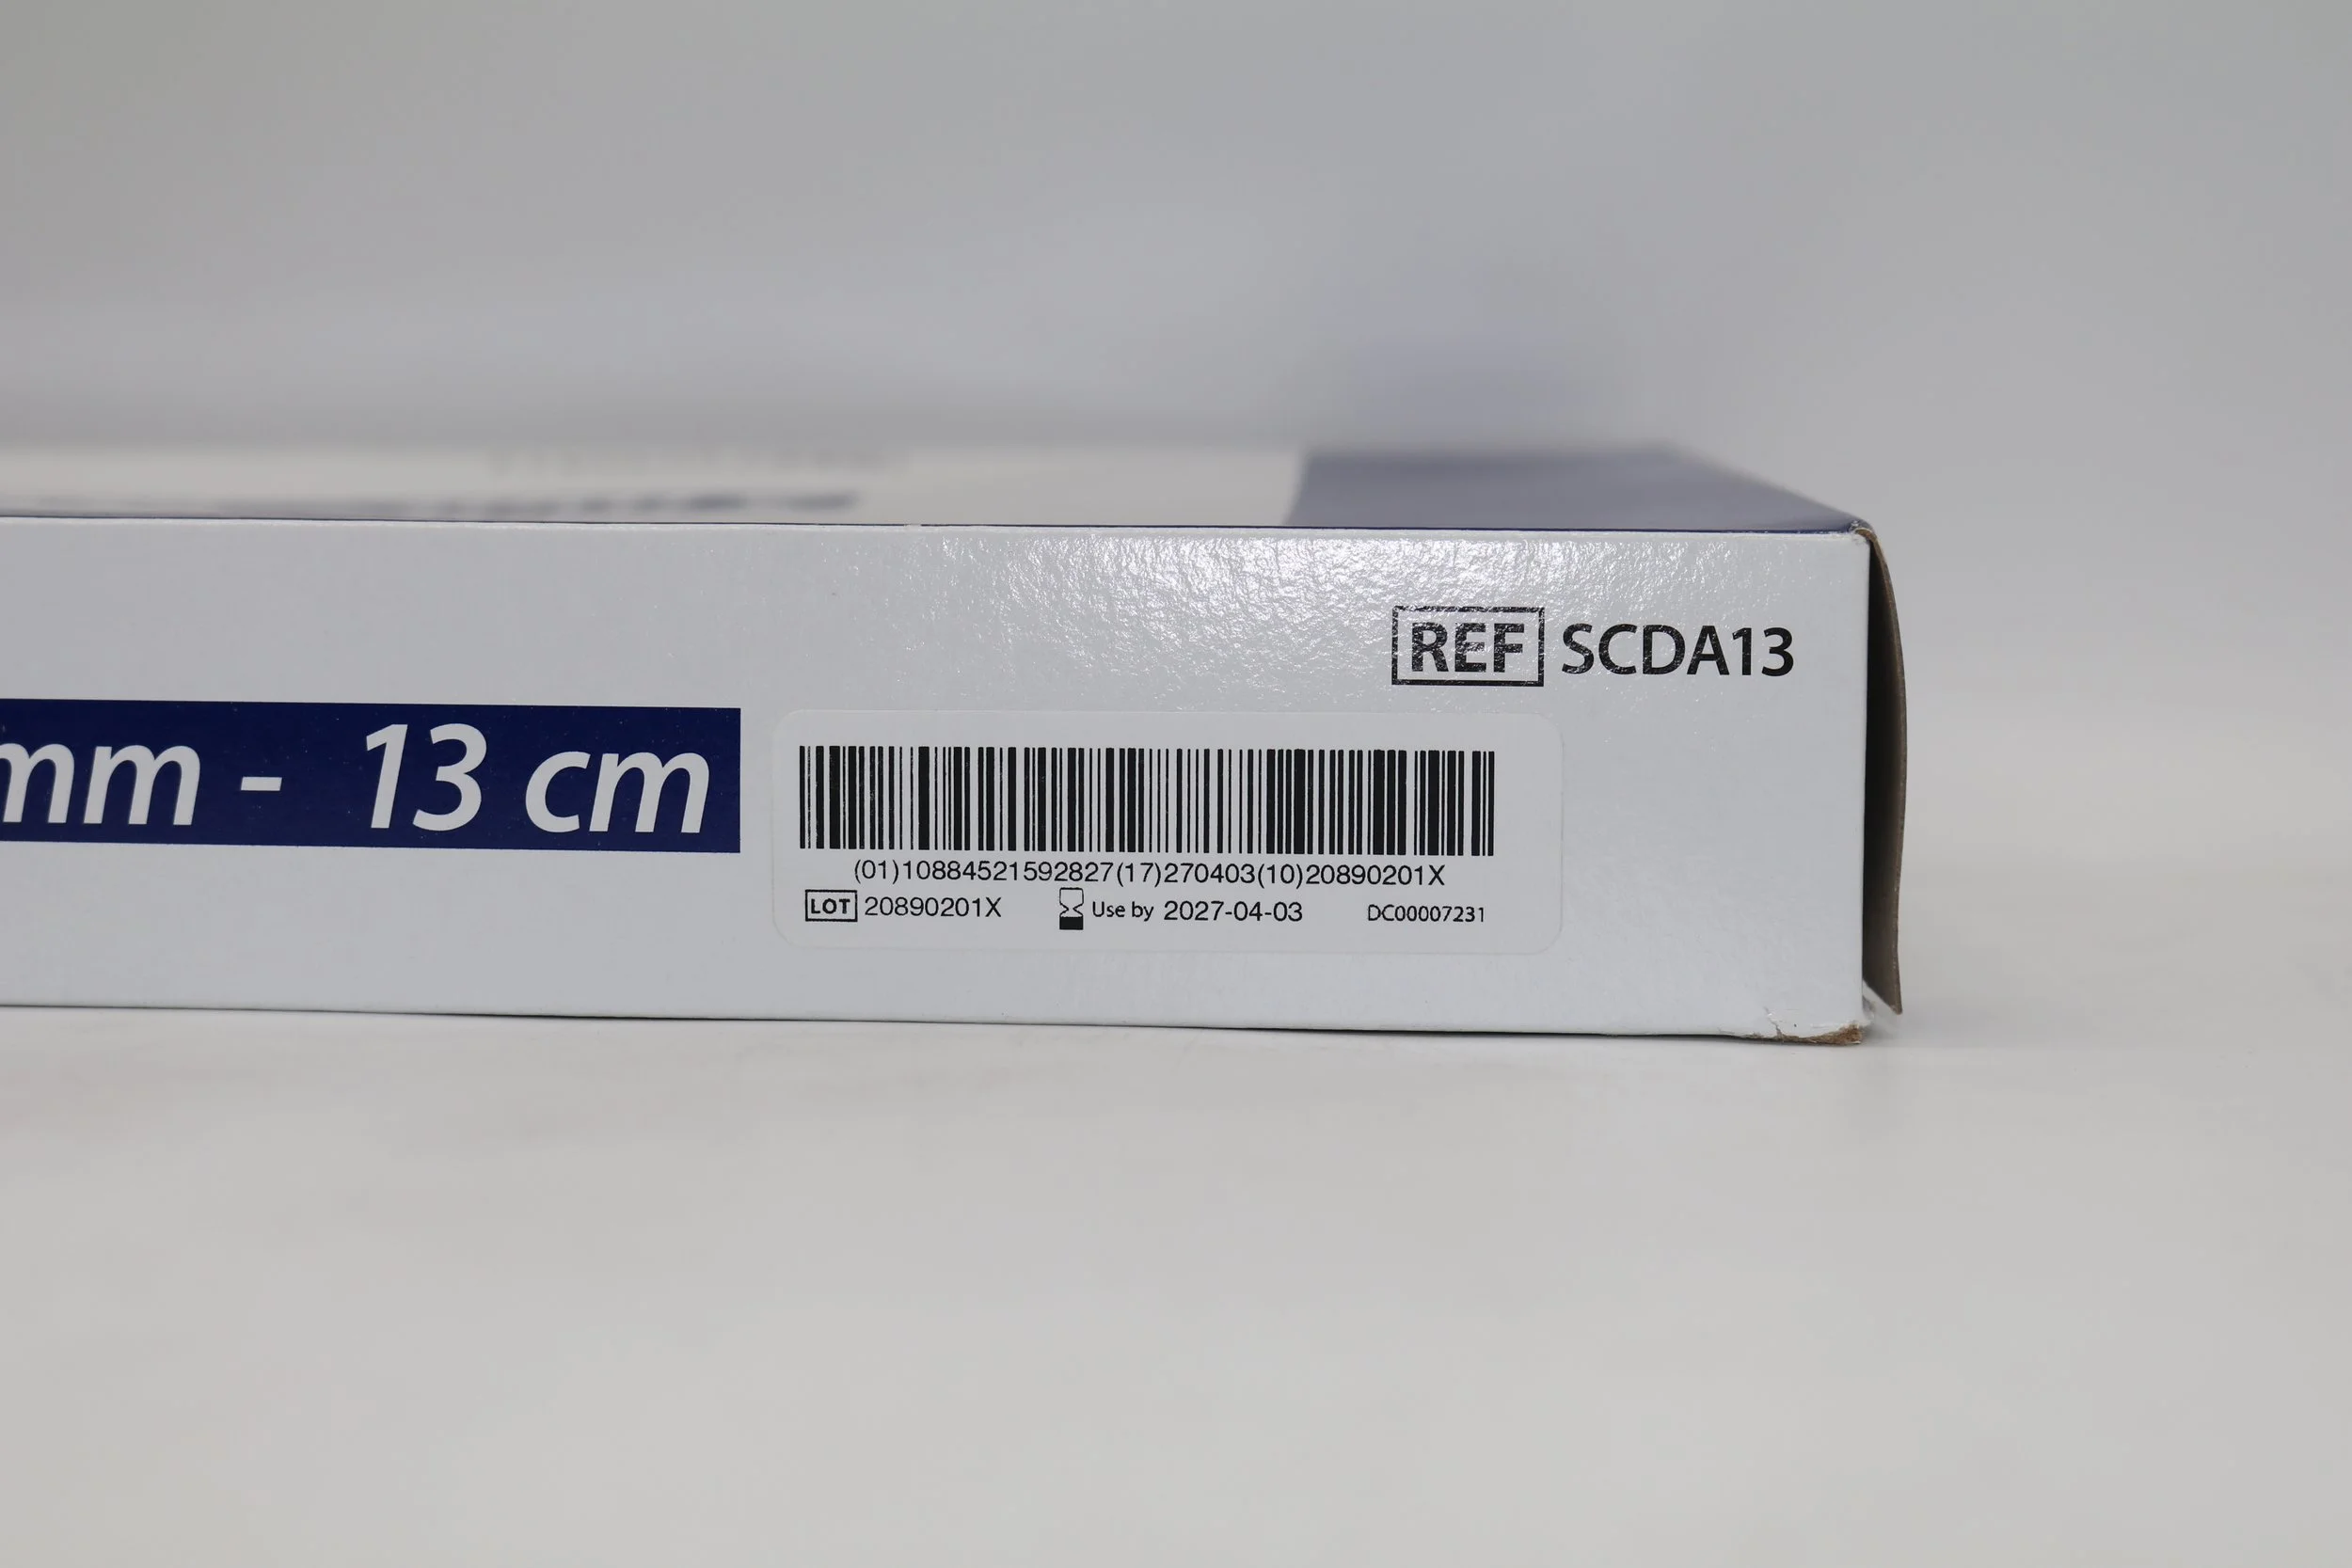 REF SCDA13
mm - 13 cm
(01)10884521592827(17)270403(10)20890201X
LOT 20890201X Use by 2027-04-03 DC00007231